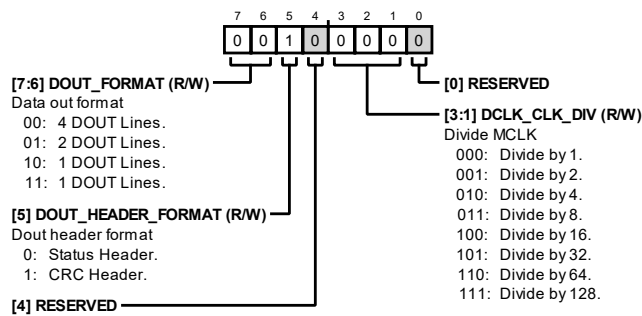 7 6 5 4 3 2 1 0
0 0 1 0 0 0 0 0
[7:6] DOUT_FORMAT (R/W)
Data out format
00: 4 DOUT Lines.
01: 2 DOUT Lines.
10: 1 DOUT Lines.
11: 1 DOUT Lines.
[5] DOUT_HEADER_FORMAT (R/W)
Dout header format
0: Status Header.
1: CRC Header.
[4] RESERVED
[0] RESERVED
[3:1] DCLK_CLK_DIV (R/W)
Divide MCLK
000: Divide by 1.
001: Divide by 2.
010: Divide by 4.
011: Divide by 8.
100: Divide by 16.
101: Divide by 32.
110: Divide by 64.
111: Divide by 128.